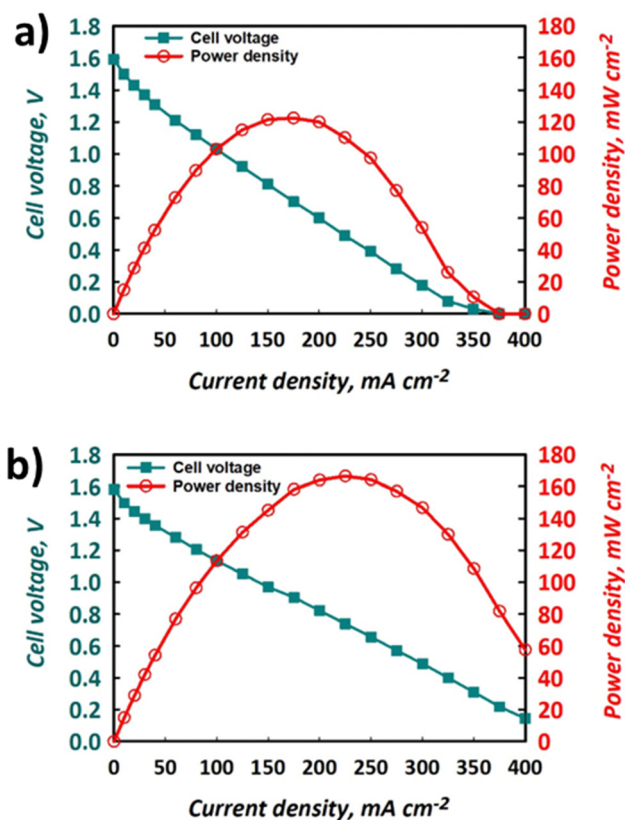 a)
Cell voltage
Power density
Cell voltage, V
1.8
1.6
1.4
1.2
1.0
0.8
0.6
0.4
0.2
0.0
180
160
140
120
100
80
60
40
20
0
Power density, mW cm-2
0 50 100 150 200 250 300 350 400
Current density, mA cm-2
b)
Cell voltage
Power density
Cell voltage, V
1.8
1.6
1.4
1.2
1.0
0.8
0.6
0.4
0.2
0.0
180
160
140
120
100
80
60
40
20
0
Power density, mW cm-2
0 50 100 150 200 250 300 350 400
Current density, mA cm-2